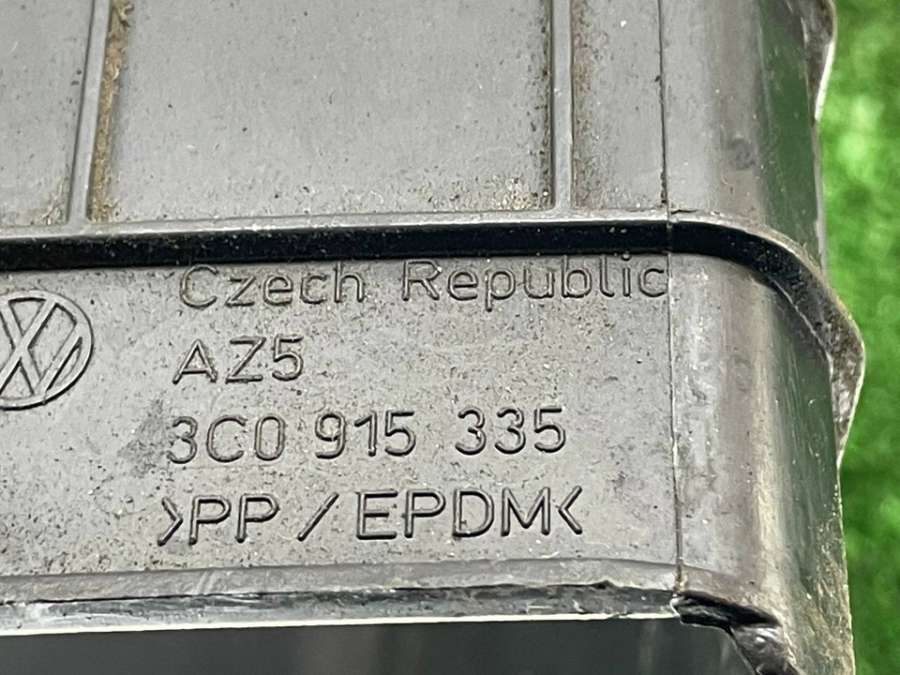 Czech Republic
AZ5
3C0 915 335
>PP/EPDM<